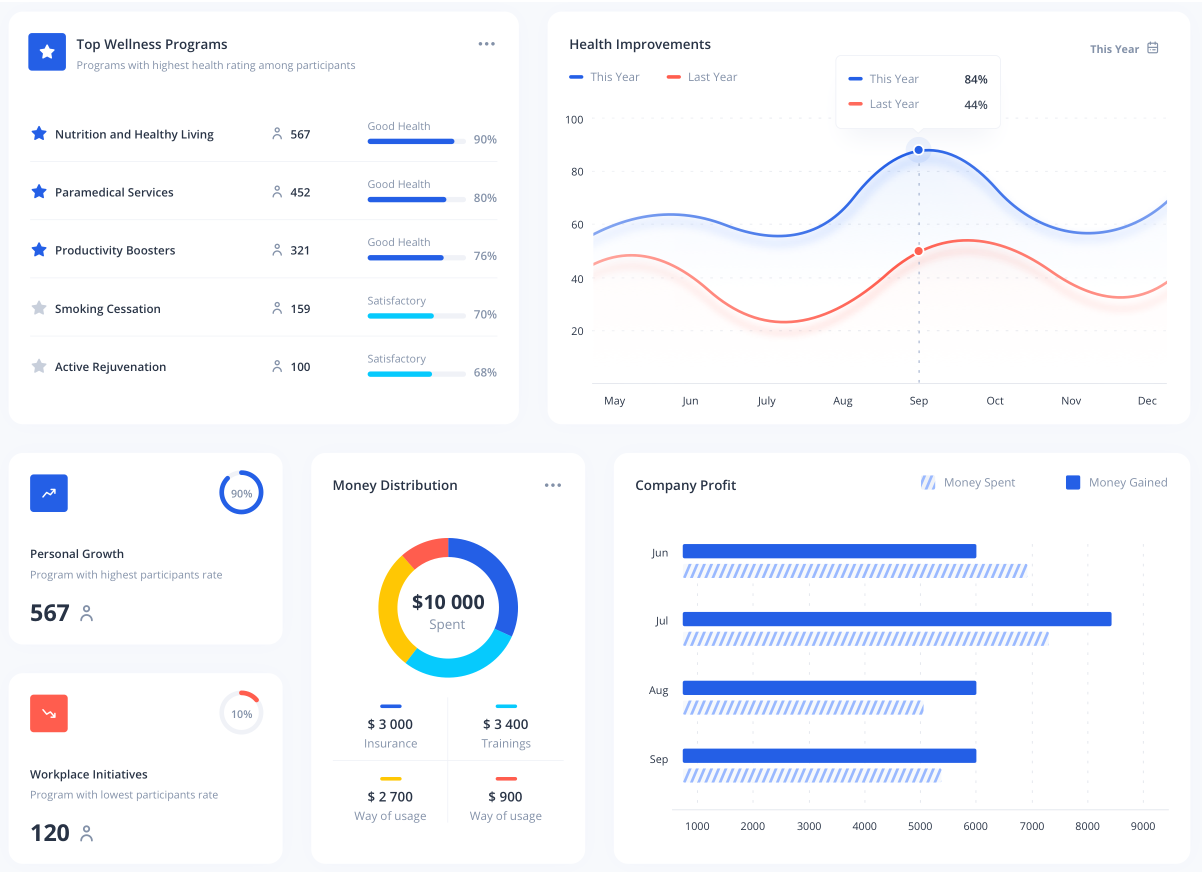 Top Wellness Programs
Programs with highest health rating among participants
Nutrition and Healthy Living 567 Good Health 90%
Paramedical Services 452 Good Health 80%
Productivity Boosters 321 Good Health 76%
Smoking Cessation 159 Satisfactory 70%
Active Rejuvenation 100 Satisfactory 68%
Health Improvements
This Year
This Year Last Year
This Year 84%
Last Year 44%
100
80
60
40
20
May Jun July Aug Sep Oct Nov Dec
90%
Personal Growth
Program with highest participants rate
567
10%
Workplace Initiatives
Program with lowest participants rate
120
Money Distribution
$10 000
Spent
$ 3 000
Insurance
$ 3 400
Trainings
$ 2 700
Way of usage
$ 900
Way of usage
Company Profit
Money Spent Money Gained
Jun
Jul
Aug
Sep
1000 2000 3000 4000 5000 6000 7000 8000 9000